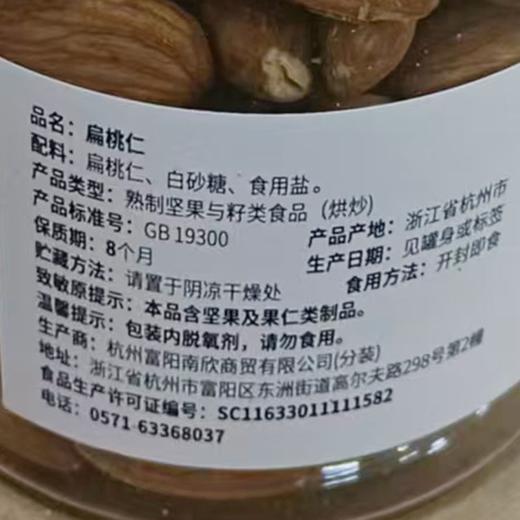 品名：扁桃仁
配料：扁桃仁、白砂糖、食用盐。
产品类型：熟制坚果与籽类食品（烘炒）
产品标准号：GB 19300 产品产地：浙江省杭州市
保质期：8个月 生产日期：见罐身或标签
贮藏方法：请置于阴凉干燥处 食用方法：开封即食
致敏原提示：本品含坚果及果仁类制品。
温馨提示：包装内脱氧剂，请勿食用。
生产商：杭州富阳南欣商贸有限公司(分装)
地址：浙江省杭州市富阳区东洲街道高尔夫路298号第2幢
食品生产许可证编号：SC11633011111582
电话：0571-63368037